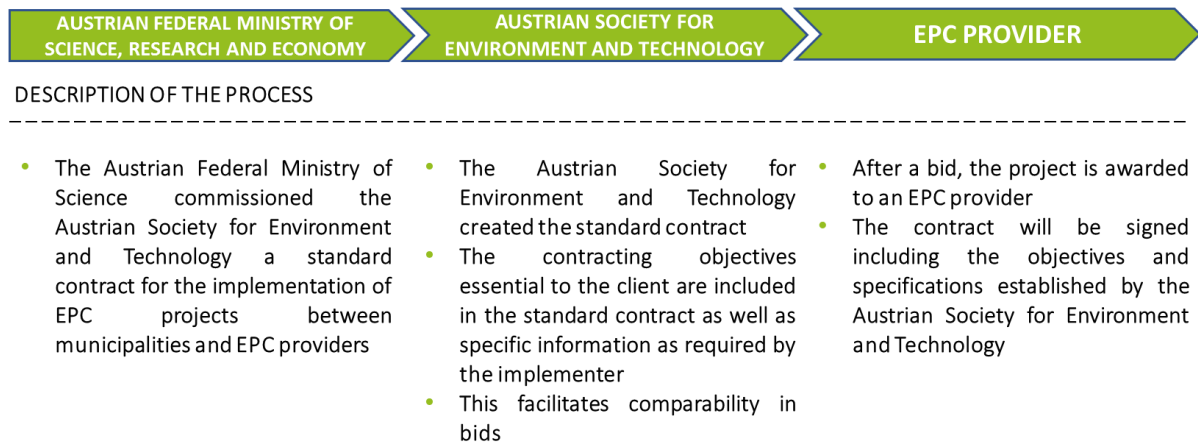 AUSTRIAN FEDERAL MINISTRY OF
SCIENCE, RESEARCH AND ECONOMY
AUSTRIAN SOCIETY FOR
ENVIRONMENT AND TECHNOLOGY
EPC PROVIDER
DESCRIPTION OF THE PROCESS
• The Austrian Federal Ministry of
Science commissioned the
Austrian Society for Environment
and Technology a standard
contract for the implementation of
EPC projects between
municipalities and EPC providers
• The Austrian Society for
Environment and Technology
created the standard contract
• The contracting objectives
essential to the client are included
in the standard contract as well as
specific information as required by
the implementer
• This facilitates comparability in
bids
• After a bid, the project is awarded
to an EPC provider
• The contract will be signed
including the objectives and
specifications established by the
Austrian Society for Environment
and Technology